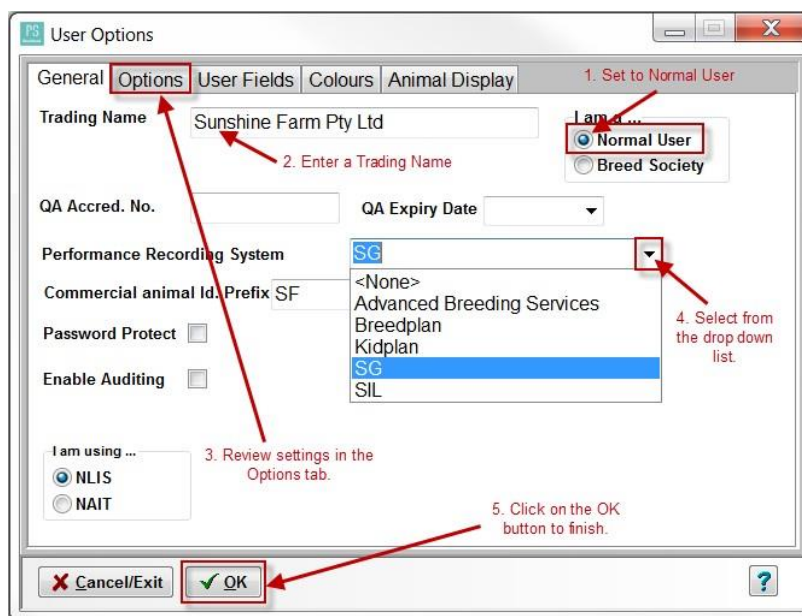 PS
User Options
General Options User Fields Colours Animal Display
1. Set to Normal User
Trading Name Sunshine Farm Pty Ltd
I am a ...
Normal User
2. Enter a Trading Name
Breed Society
QA Accred. No. QA Expiry Date
Performance Recording System SG
<None>
Commercial animal Id. Prefix SF
Advanced Breeding Services
Breedplan
Password Protect
Kidplan
4. Select from
the drop down
list.
SG
Enable Auditing
SIL
I am using ...
3. Review settings in the
Options tab.
NLIS
NAIT
5. Click on the OK
button to finish.
Cancel/Exit OK ?